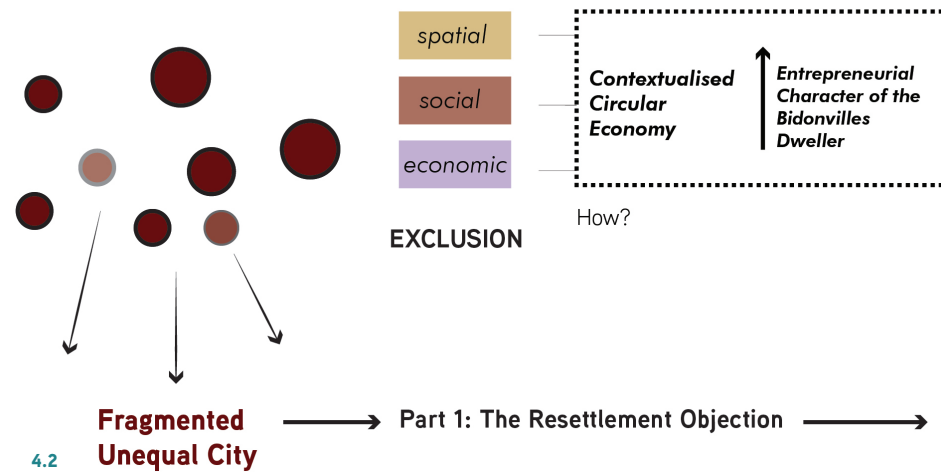 spatial
social
economic
EXCLUSION
Contextualised
Circular
Economy
Entrepreneurial
Character of the
Bidonvilles
Dweller
How?
Fragmented
Unequal City
Part 1: The Resettlement Objection
4.2